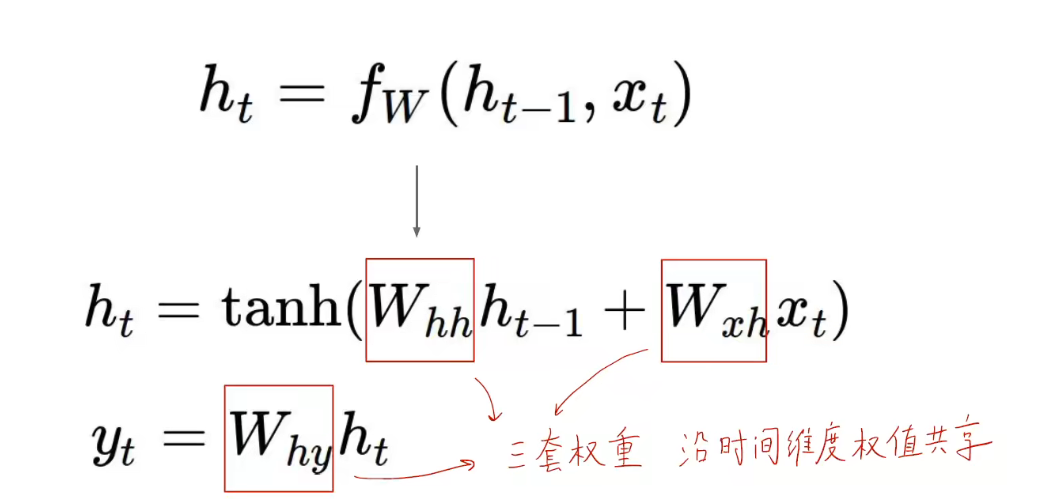 h_t = f_W(h_{t-1}, x_t)
h_t = tanh(W_{hh}h_{t-1} + W_{xh}x_t)
y_t = W_{hy}h_t
三套权重 沿时间维度权值共享